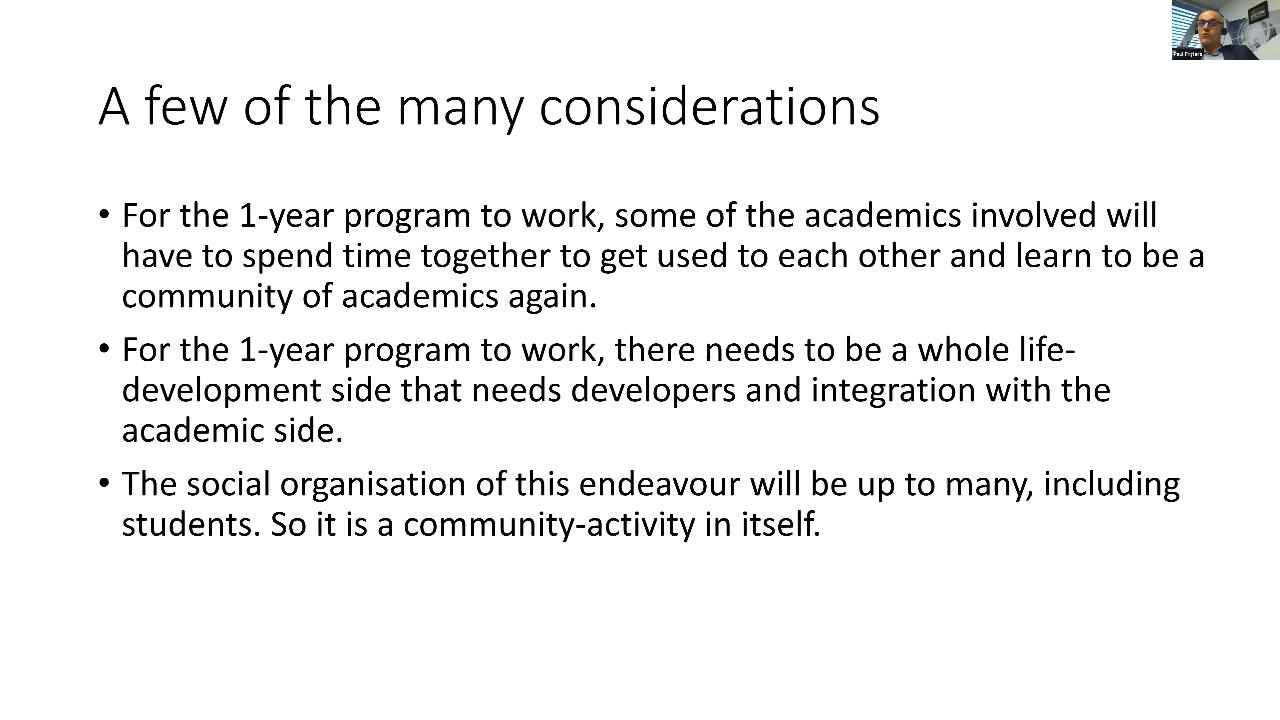 A few of the many considerations
• For the 1-year program to work, some of the academics involved will
have to spend time together to get used to each other and learn to be a
community of academics again.
• For the 1-year program to work, there needs to be a whole life-
development side that needs developers and integration with the
academic side.
• The social organisation of this endeavour will be up to many, including
students. So it is a community-activity in itself.
Paul Frijters